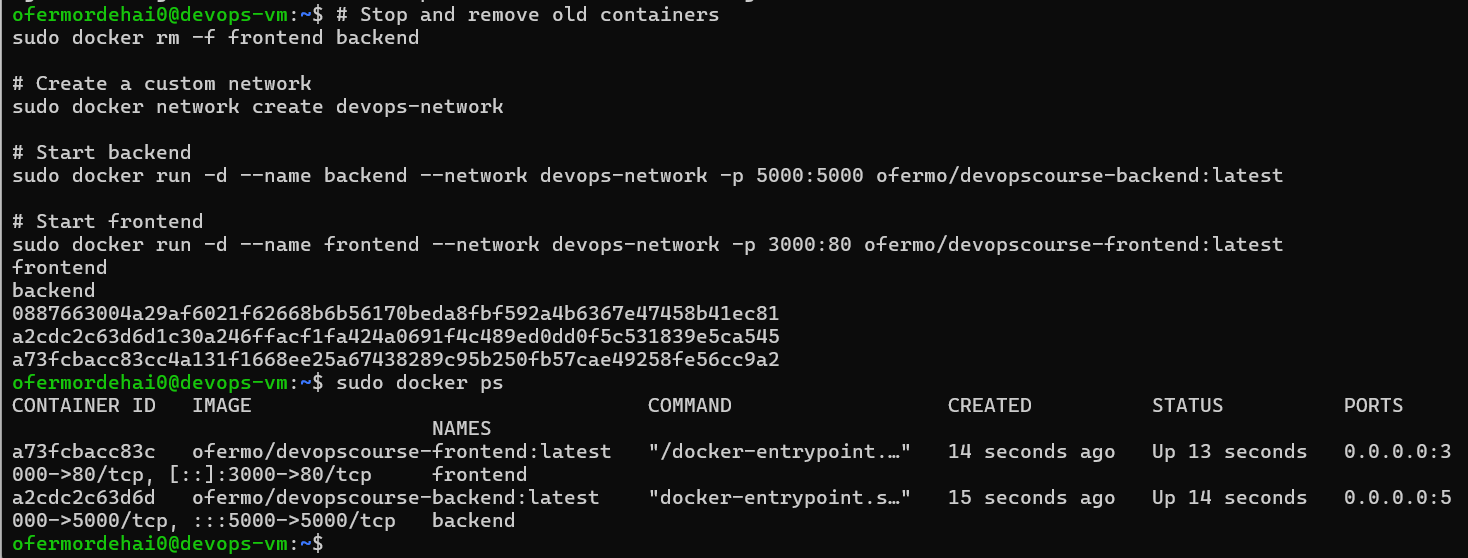 ofermordehai0@devops-vm:~$ # Stop and remove old containers
sudo docker rm -f frontend backend

# Create a custom network
sudo docker network create devops-network

# Start backend
sudo docker run -d --name backend --network devops-network -p 5000:5000 ofermo/devopscourse-backend:latest

# Start frontend
sudo docker run -d --name frontend --network devops-network -p 3000:80 ofermo/devopscourse-frontend:latest
frontend
backend
0887663004a29af6021f62668b6b56170beda8fbf592a4b6367e47458b41ec81
a2cdc2c63d6d1c30a246ffacf1fa424a0691f4c489ed0dd0f5c531839e5ca545
a73fcbacc83cc4a131f1668ee25a67438289c95b250fb57cae49258fe56cc9a2
ofermordehai0@devops-vm:~$ sudo docker ps
CONTAINER ID   IMAGE                                 COMMAND                  CREATED          STATUS          PORTS
                                   NAMES
a73fcbacc83c   ofermo/devopscourse-frontend:latest   "/docker-entrypoint.…"   14 seconds ago   Up 13 seconds   0.0.0.0:3
000->80/tcp, [::]:3000->80/tcp     frontend
a2cdc2c63d6d   ofermo/devopscourse-backend:latest    "docker-entrypoint.s…"   15 seconds ago   Up 14 seconds   0.0.0.0:5
000->5000/tcp, :::5000->5000/tcp   backend
ofermordehai0@devops-vm:~$